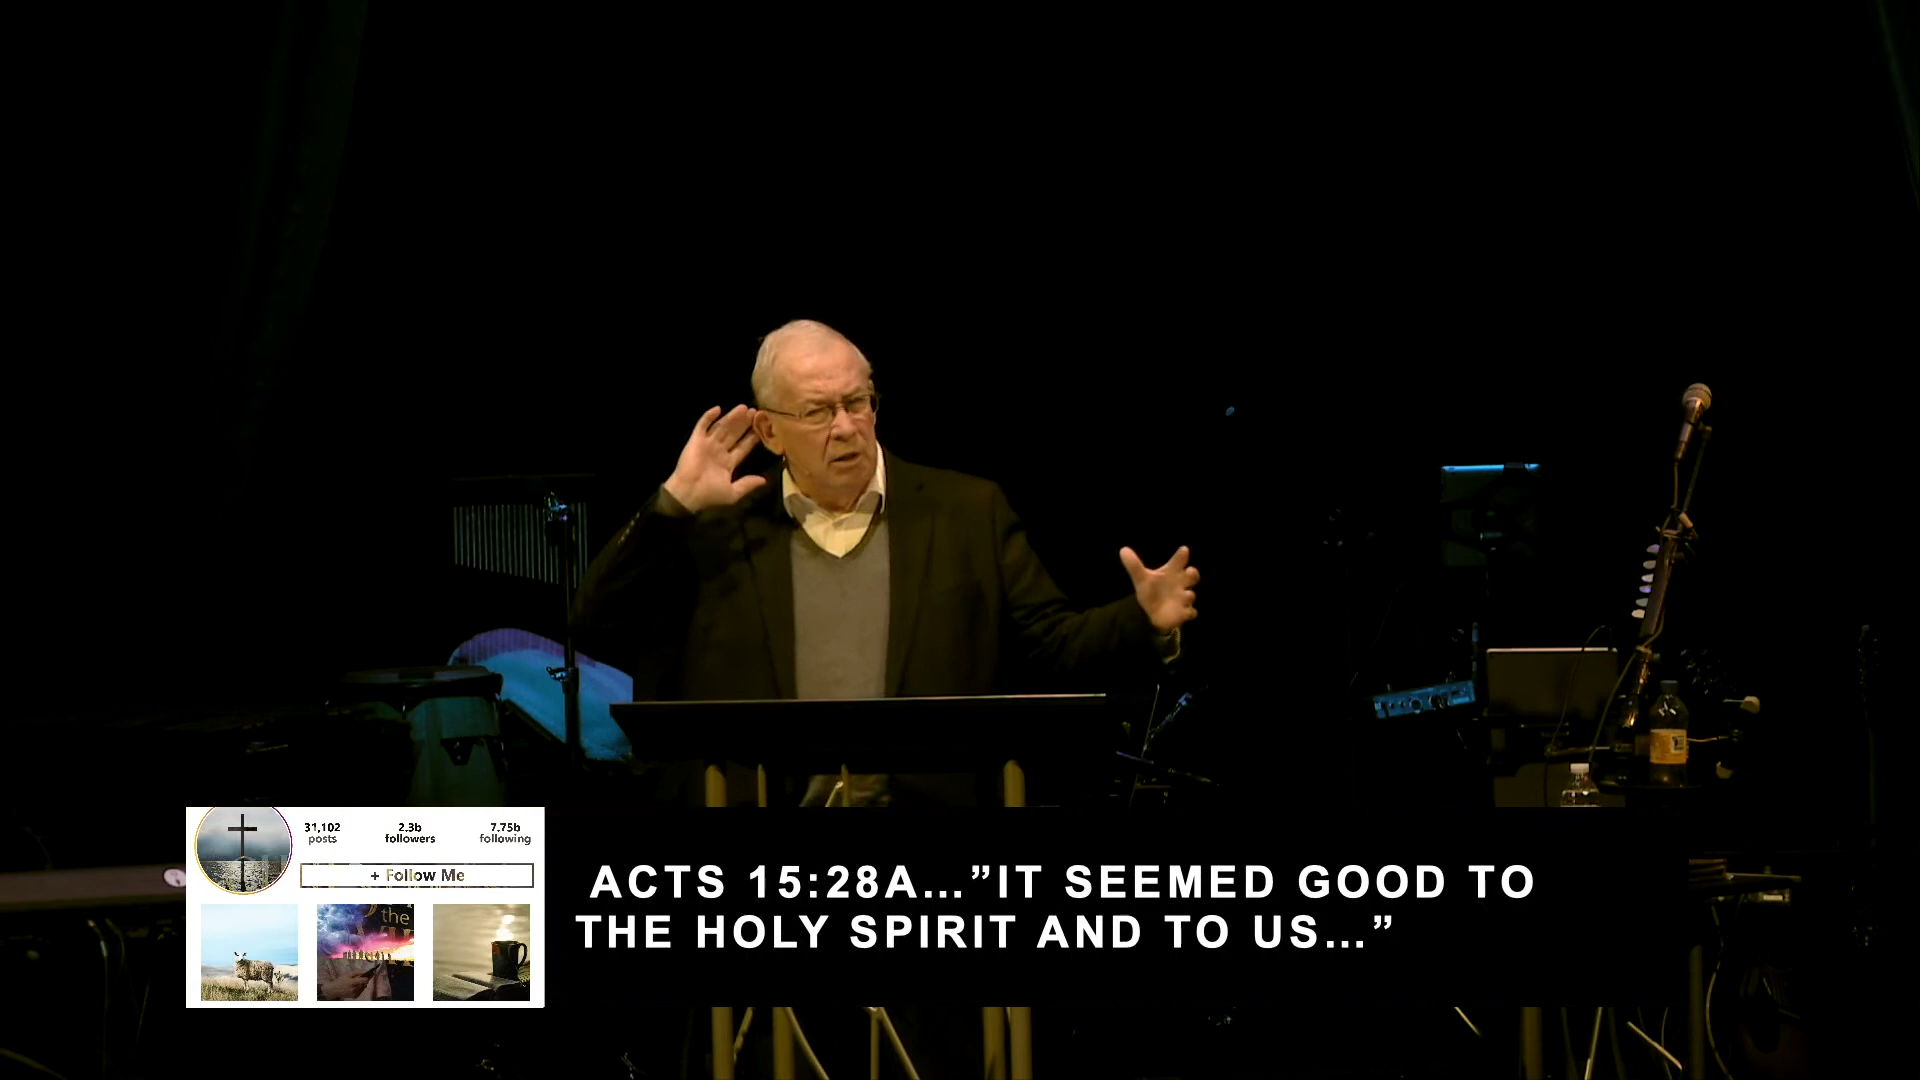 31,102 2.3b 7.75b
posts followers following
+ Follow Me
the
ACTS 15:28A...”IT SEEMED GOOD TO
THE HOLY SPIRIT AND TO US...”